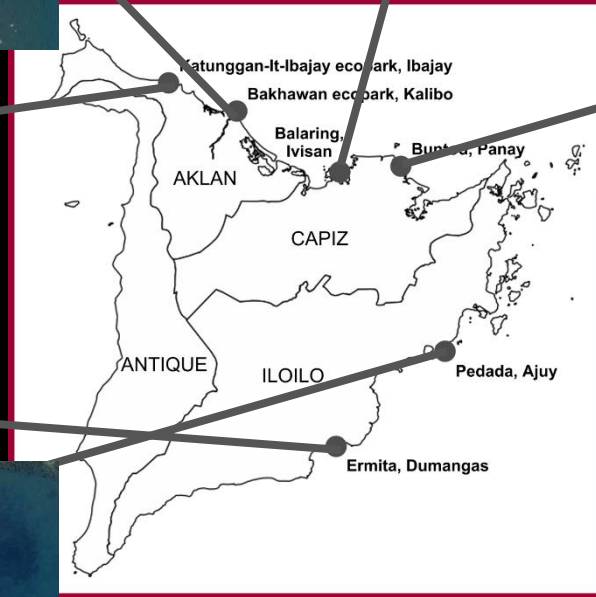 Katunggan-It-Ibajay ecopark, Ibajay
Bakhawan ecopark, Kalibo
Balaring,
Ivisan
Panay
AKLAN
CAPIZ
ANTIQUE
ILOILO
Pedada, Ajuy
Ermita, Dumangas